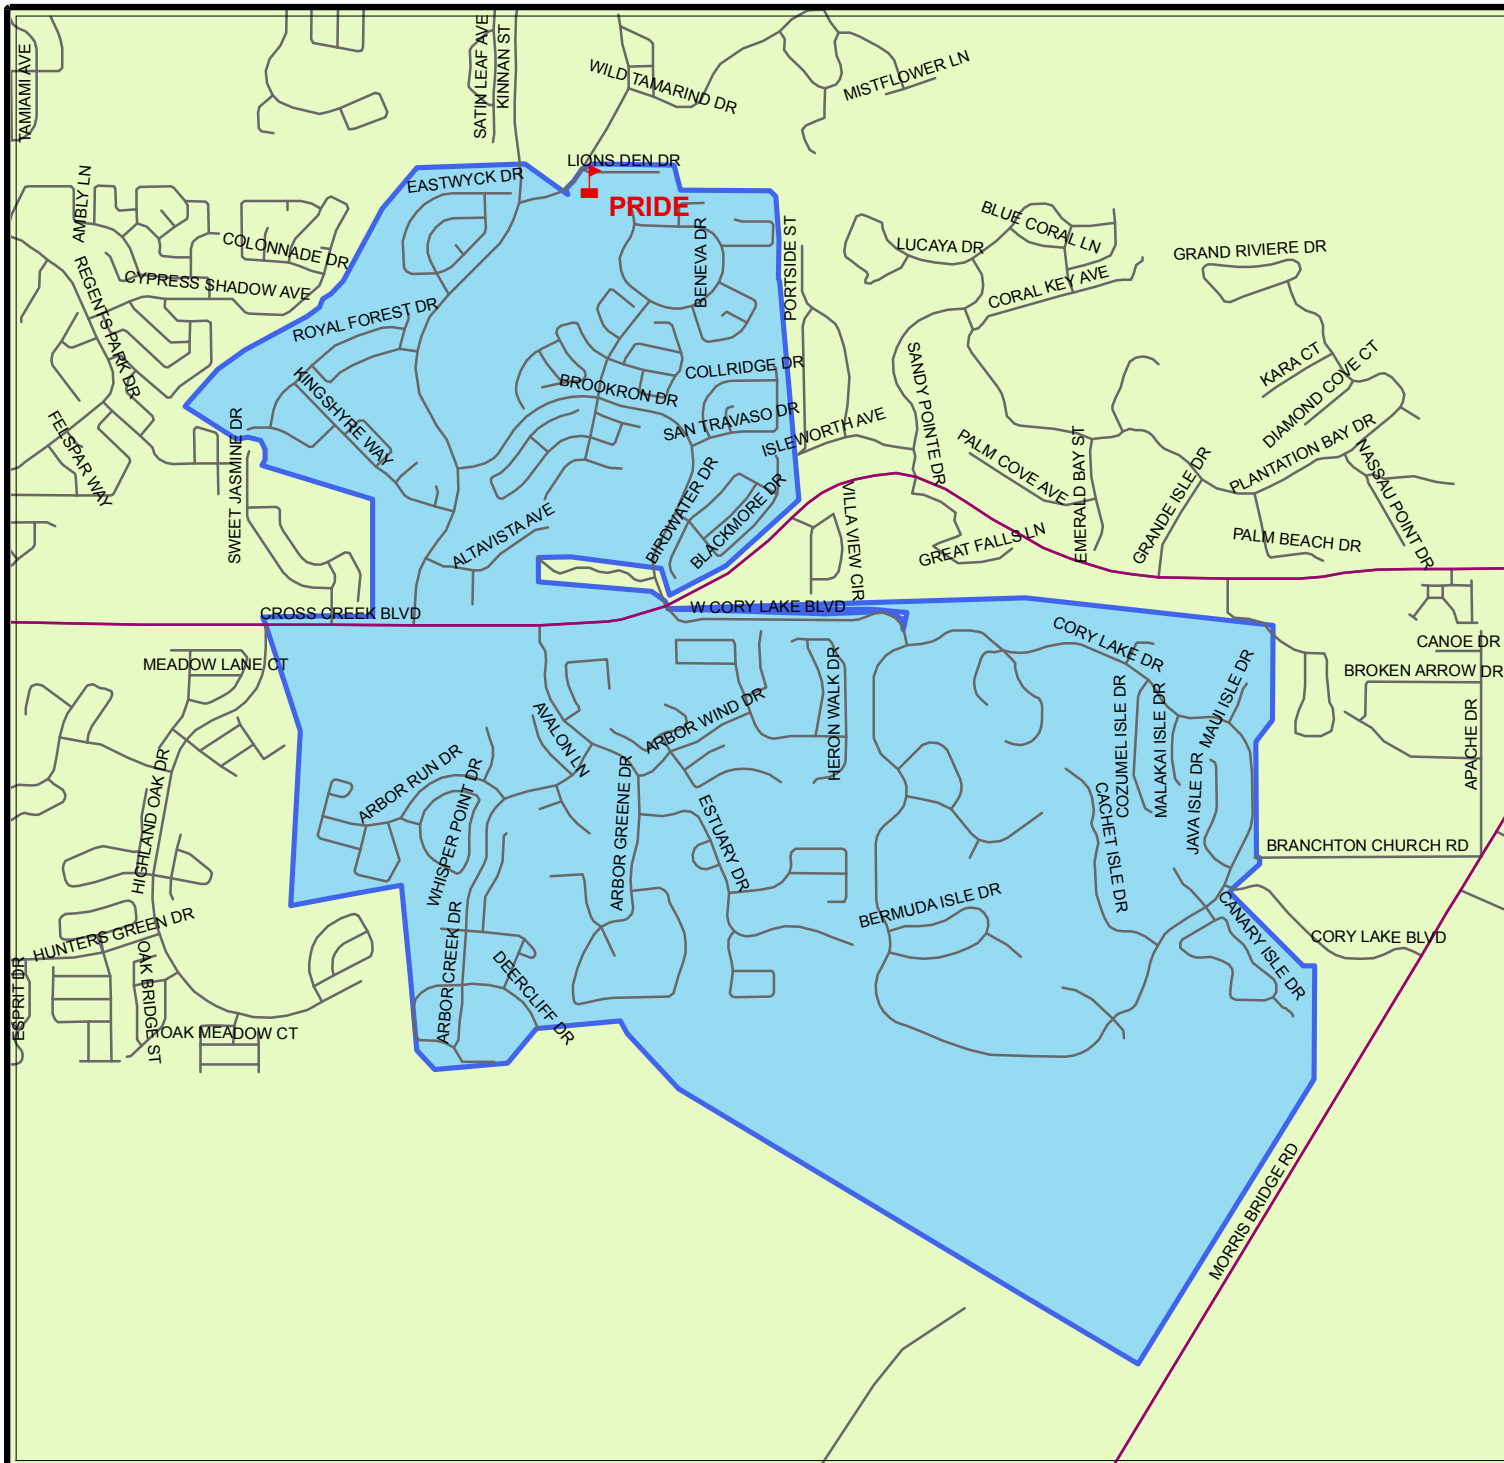 TAMIAMI AVE
SATIN LEAF AVE
KINNAN ST
WILD TAMARIND DR
MISTFLOWER LN
LIONS DEN DR
EASTWYCK DR
PRIDE
AMBLY LN
COLONNADE DR
CYPRESS SHADOW AVE
REGENTS PARK DR
BENEVA DR
PORTSIDE ST
LUCAYA DR
BLUE CORAL LN
CORAL KEY AVE
GRAND RIVIERE DR
ROYAL FOREST DR
KINGSHYRE WAY
BROOKRON DR
COLLRIDGE DR
SAN TRAVASO DR
ISLEWORTH AVE
SANDY POINTE DR
KARA CT
DIAMOND COVE CT
PLANTATION BAY DR
NASSAU POINT DR
FELSPAR WAY
SWEET JASMINE DR
ALTAVISTA AVE
BIRDWATER DR
BLACKMORE DR
VILLA VIEW CIR
PALM COVE AVE
EMERALD BAY ST
GRANDE ISLE DR
GREAT FALLS LN
PALM BEACH DR
CROSS CREEK BLVD
W CORY LAKE BLVD
CORY LAKE DR
CANOE DR
BROKEN ARROW DR
APACHE DR
MEADOW LANE CT
AVALON LN
ARBOR WIND DR
HERON WALK DR
COZUMEL ISLE DR
MALAKAI ISLE DR
MAUI ISLE DR
JAVA ISLE DR
CACHET ISLE DR
HIGHLAND OAK DR
ARBOR RUN DR
WHISPER POINT DR
ARBOR GREENE DR
ESTUARY DR
BRANCHTON CHURCH RD
BERMUDA ISLE DR
CANARY ISLE DR
CORY LAKE BLVD
HUNTERS GREEN DR
OAK BRIDGE ST
ESPRIT DR
OAK MEADOW CT
ARBOR CREEK DR
DEERCLIFF DR
MORRIS BRIDGE RD